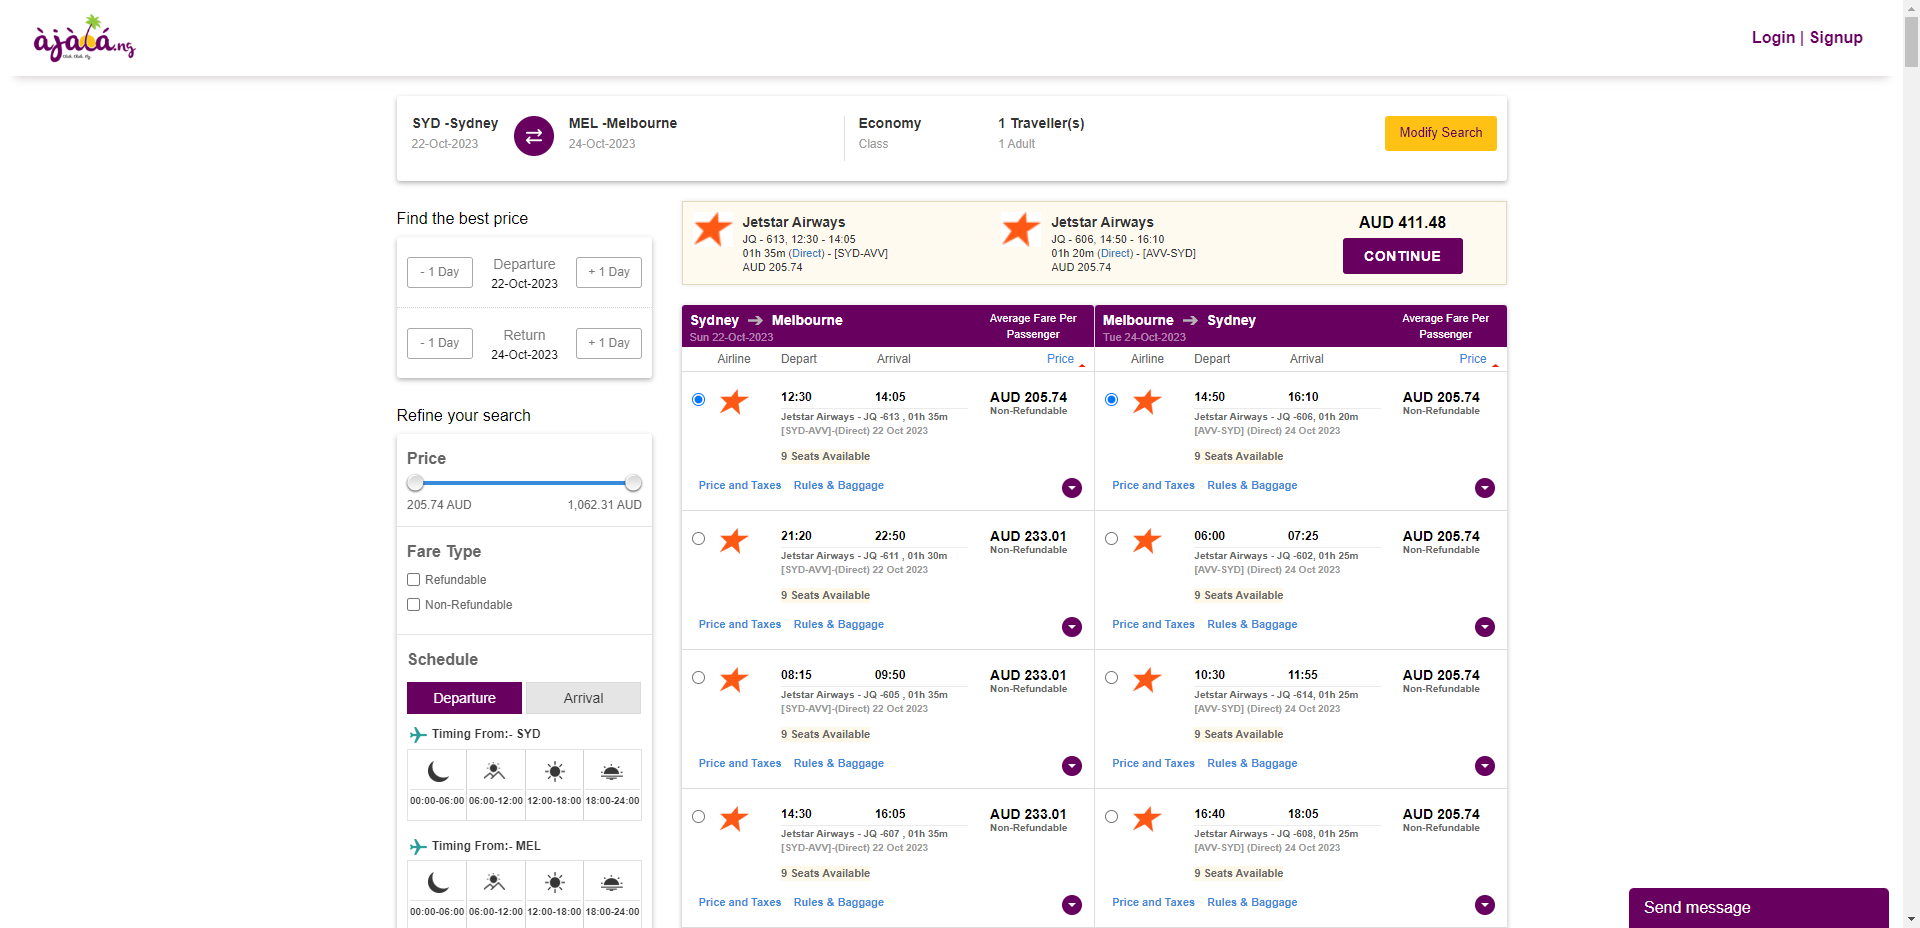 àjàlá.ng
Login | Signup
SYD -Sydney
22-Oct-2023
MEL -Melbourne
24-Oct-2023
Economy
Class
1 Traveller(s)
1 Adult
Modify Search
Find the best price
- 1 Day
Departure
22-Oct-2023
+ 1 Day
- 1 Day
Return
24-Oct-2023
+ 1 Day
Refine your search
Price
205.74 AUD
1,062.31 AUD
Fare Type
Refundable
Non-Refundable
Schedule
Departure
Arrival
Timing From:- SYD
00:00-06:00 06:00-12:00 12:00-18:00 18:00-24:00
Timing From:- MEL
00:00-06:00 06:00-12:00 12:00-18:00 18:00-24:00
Jetstar Airways
JQ - 613, 12:30 - 14:05
01h 35m (Direct) - [SYD-AVV]
AUD 205.74
Jetstar Airways
JQ - 606, 14:50 - 16:10
01h 20m (Direct) - [AVV-SYD]
AUD 205.74
AUD 411.48
CONTINUE
Sydney Melbourne
Sun 22-Oct-2023
Average Fare Per
Passenger
Airline Depart Arrival Price
12:30 14:05 AUD 205.74
Non-Refundable
Jetstar Airways - JQ -613 , 01h 35m
[SYD-AVV]-(Direct) 22 Oct 2023
9 Seats Available
Price and Taxes Rules & Baggage
21:20 22:50 AUD 233.01
Non-Refundable
Jetstar Airways - JQ -611 , 01h 30m
[SYD-AVV]-(Direct) 22 Oct 2023
9 Seats Available
Price and Taxes Rules & Baggage
08:15 09:50 AUD 233.01
Non-Refundable
Jetstar Airways - JQ -605 , 01h 35m
[SYD-AVV]-(Direct) 22 Oct 2023
9 Seats Available
Price and Taxes Rules & Baggage
14:30 16:05 AUD 233.01
Non-Refundable
Jetstar Airways - JQ -607 , 01h 35m
[SYD-AVV]-(Direct) 22 Oct 2023
9 Seats Available
Price and Taxes Rules & Baggage
Melbourne Sydney
Tue 24-Oct-2023
Average Fare Per
Passenger
Airline Depart Arrival Price
14:50 16:10 AUD 205.74
Non-Refundable
Jetstar Airways - JQ -606, 01h 20m
[AVV-SYD] (Direct) 24 Oct 2023
9 Seats Available
Price and Taxes Rules & Baggage
06:00 07:25 AUD 205.74
Non-Refundable
Jetstar Airways - JQ -602, 01h 25m
[AVV-SYD] (Direct) 24 Oct 2023
9 Seats Available
Price and Taxes Rules & Baggage
10:30 11:55 AUD 205.74
Non-Refundable
Jetstar Airways - JQ -614, 01h 25m
[AVV-SYD] (Direct) 24 Oct 2023
9 Seats Available
Price and Taxes Rules & Baggage
16:40 18:05 AUD 205.74
Non-Refundable
Jetstar Airways - JQ -608, 01h 25m
[AVV-SYD] (Direct) 24 Oct 2023
9 Seats Available
Price and Taxes Rules & Baggage
Send message